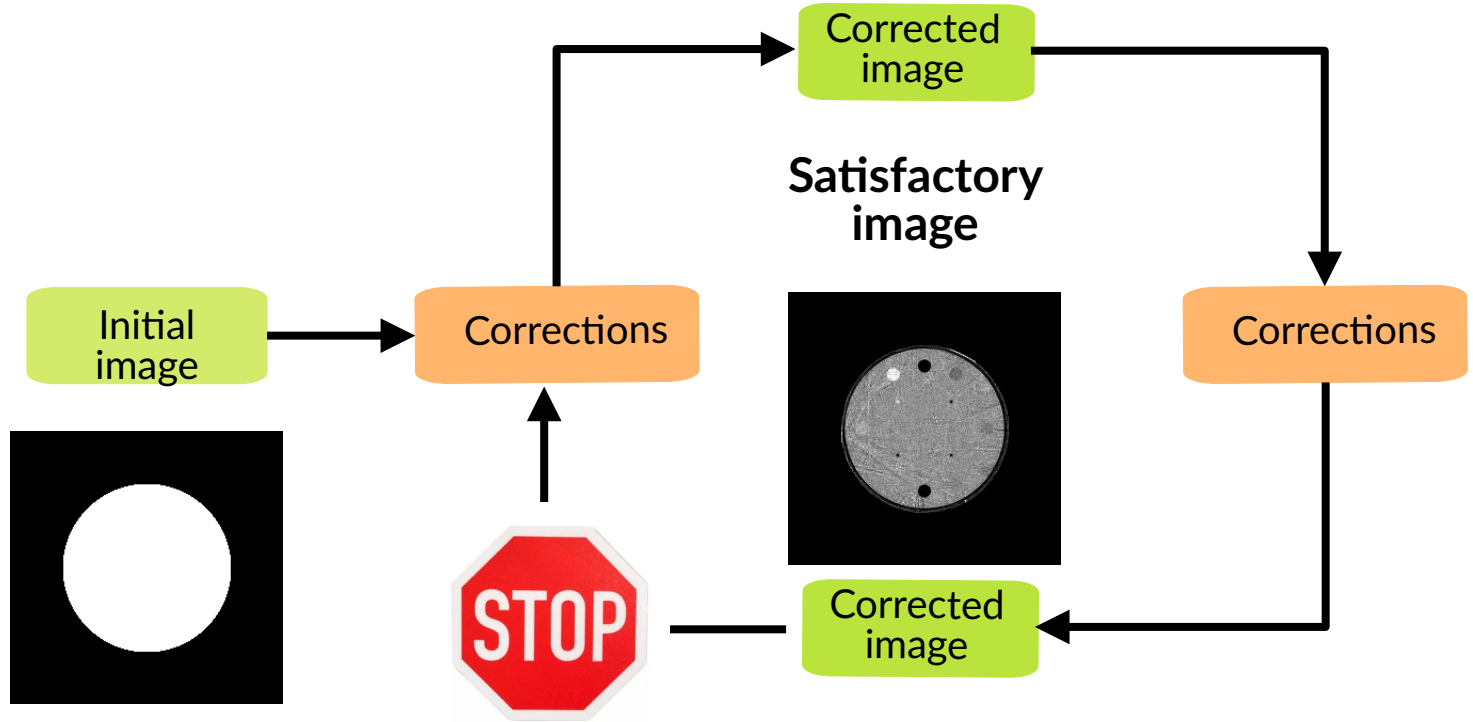 Corrected
image
Satisfactory
image
Initial
image
Corrections
Corrections
STOP
Corrected
image